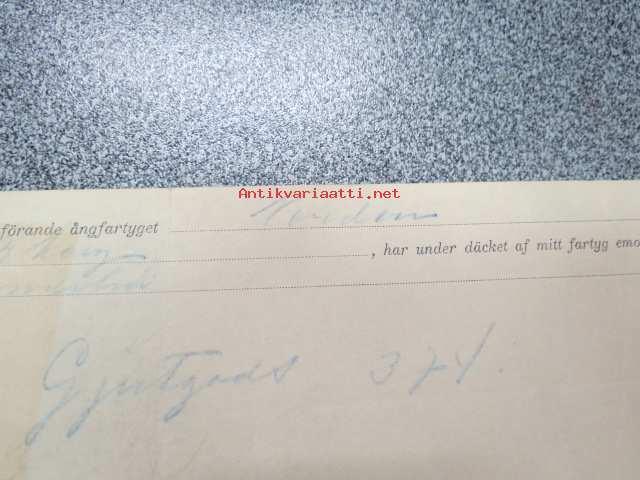 Antikvariaatti.net
förande ångfartyget
, har under däcket af mitt fartyg emo
Gjutgods 374.